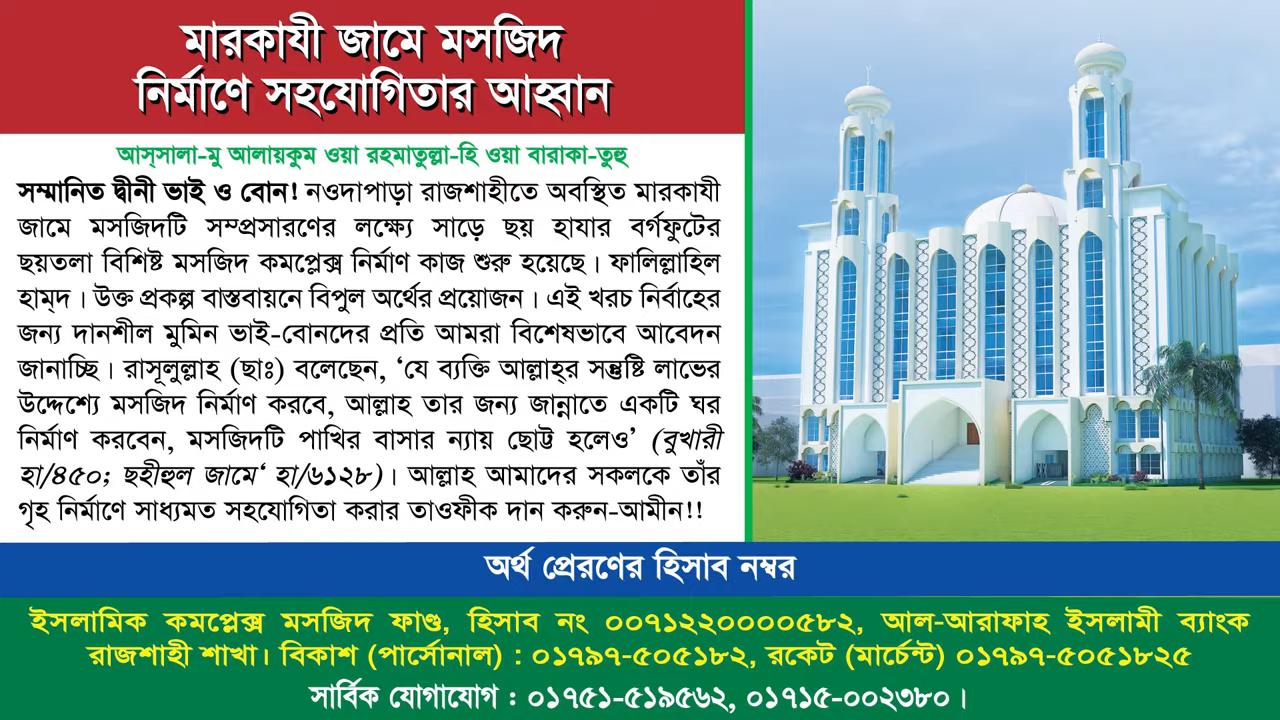 মারকাযী জামে মসজিদ
নির্মাণে সহযোগিতার আহ্বান
আস্সালা-মু আলায়কুম ওয়া রহমাতুল্লা-হি ওয়া বারাকা-তুহু
সম্মানিত দ্বীনী ভাই ও বোন! নওদাপাড়া রাজশাহীতে অবস্থিত মারকাযী
জামে মসজিদটি সম্প্রসারণের লক্ষ্যে সাড়ে ছয় হাযার বর্গফুটের
ছয়তলা বিশিষ্ট মসজিদ কমপ্লেক্স নির্মাণ কাজ শুরু হয়েছে। ফালিল্লাহিল
হাম্দ। উক্ত প্রকল্প বাস্তবায়নে বিপুল অর্থের প্রয়োজন। এই খরচ নির্বাহের
জন্য দানশীল মুমিন ভাই-বোনদের প্রতি আমরা বিশেষভাবে আবেদন
জানাচ্ছি। রাসূলুল্লাহ (ছাঃ) বলেছেন, ‘যে ব্যক্তি আল্লাহ্র সন্তুষ্টি লাভের
উদ্দেশ্যে মসজিদ নির্মাণ করবে, আল্লাহ তার জন্য জান্নাতে একটি ঘর
নির্মাণ করবেন, মসজিদটি পাখির বাসার ন্যায় ছোট্ট হলেও’ (বুখারী
হা/৪৫০; ছহীহুল জামে‘ হা/৬১২৮)। আল্লাহ আমাদের সকলকে তাঁর
গৃহ নির্মাণে সাধ্যমত সহযোগিতা করার তাওফীক দান করুন-আমীন!!
অর্থ প্রেরণের হিসাব নম্বর
ইসলামিক কমপ্লেক্স মসজিদ ফাণ্ড, হিসাব নং ০০৭১২২০০০০৫৮২, আল-আরাফাহ ইসলামী ব্যাংক
রাজশাহী শাখা। বিকাশ (পার্সোনাল) : ০১৭৯৭-৫০৫১৮২, রকেট (মার্চেন্ট) ০১৭৯৭-৫০৫১৮২৫
সার্বিক যোগাযোগ : ০১৭৫১-৫১৯৫৬২, ০১৭১৫-০০২৩৮০।